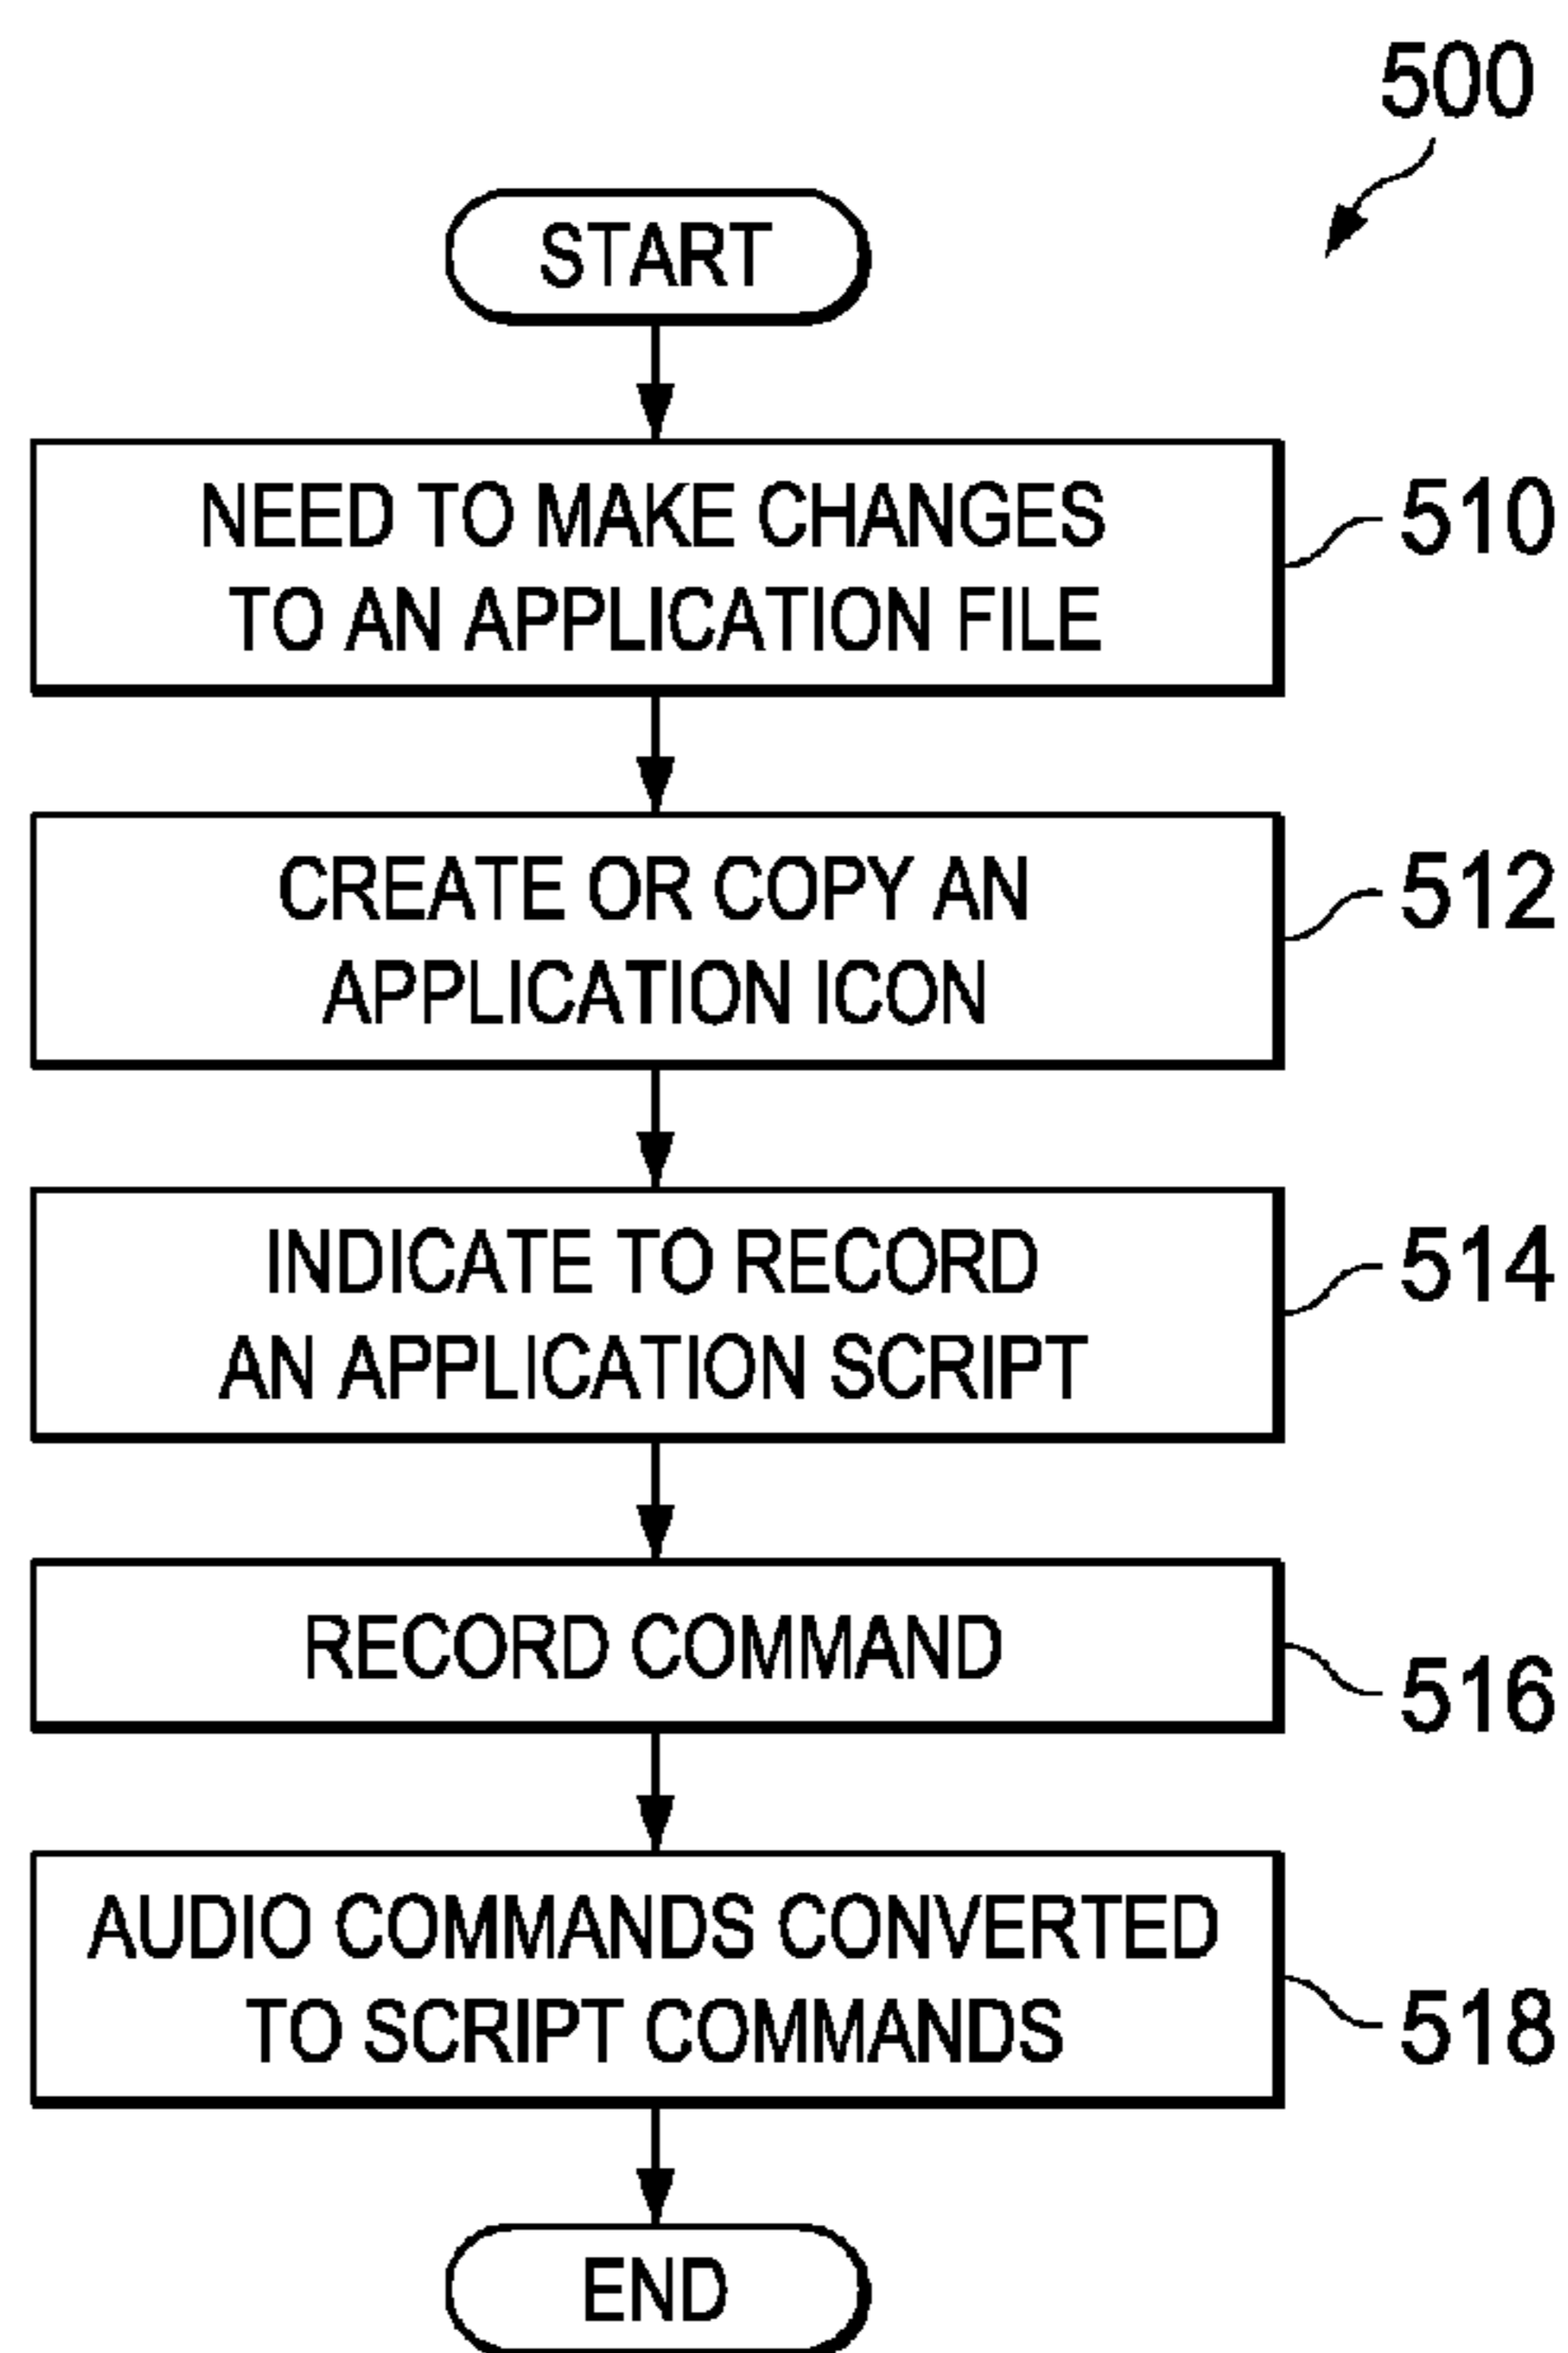 500
START
NEED TO MAKE CHANGES
TO AN APPLICATION FILE
510
CREATE OR COPY AN
APPLICATION ICON
512
INDICATE TO RECORD
AN APPLICATION SCRIPT
514
RECORD COMMAND
516
AUDIO COMMANDS CONVERTED
TO SCRIPT COMMANDS
518
END